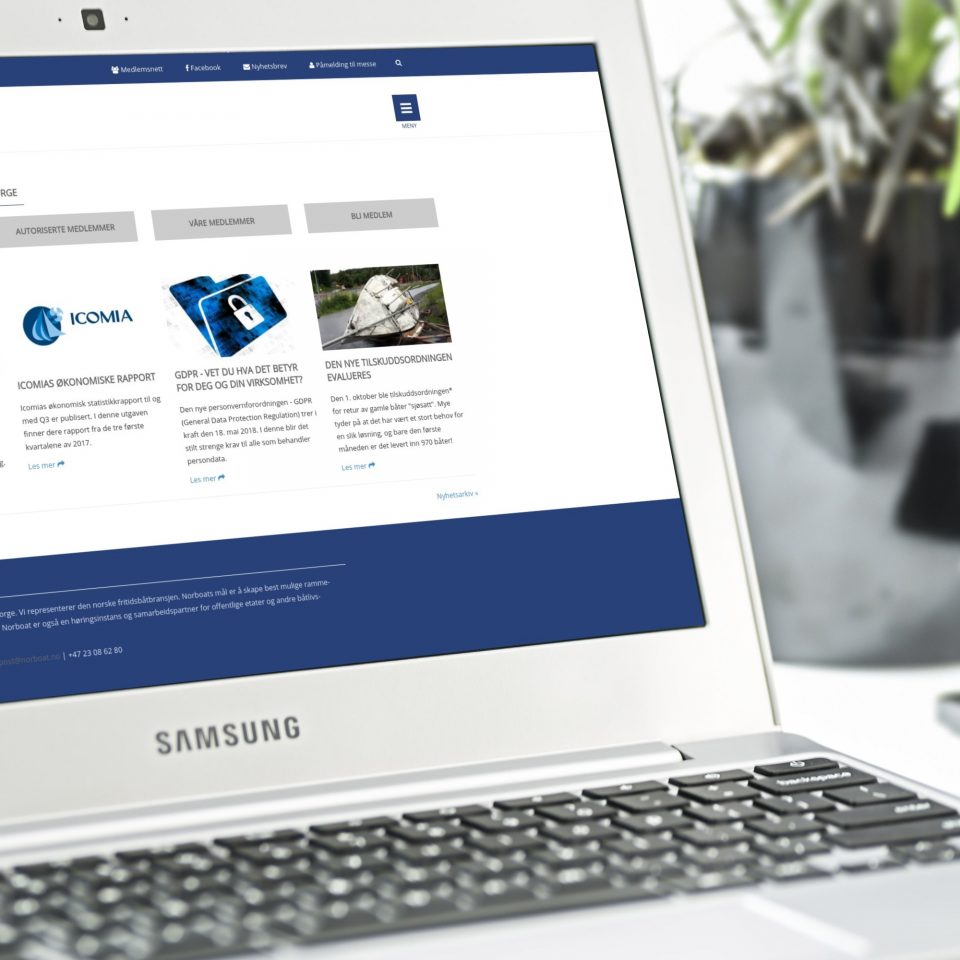 Medlemsnett Facebook Nyhetsbrev Påmelding til messe
MENY
RGE
AUTORISERTE MEDLEMMER
VÅRE MEDLEMMER
BLI MEDLEM
ICOMIA
ICOMIAS ØKONOMISKE RAPPORT
Icomias økonomisk statistikkrapport til og
med Q3 er publisert. I denne utgaven
finner dere rapport fra de tre første
kvartalene av 2017.
Les mer
GDPR - VET DU HVA DET BETYR
FOR DEG OG DIN VIRKSOMHET?
Den nye personvernforordningen - GDPR
(General Data Protection Regulation) trer i
kraft den 18. mai 2018. I denne blir det
stilt strenge krav til alle som behandler
persondata.
Les mer
DEN NYE TILSKUDDSORDNINGEN
EVALUERES
Den 1. oktober ble tilskuddsordningen*
for retur av gamle båter "sjøsatt". Mye
tyder på at det har vært et stort behov for
en slik løsning, og bare den første
måneden er det levert inn 970 båter!
Les mer
g.
Nyhetsarkiv »
orge. Vi representerer den norske fritidsbåtbransjen. Norboats mål er å skape best mulige ramme-
Norboat er også en høringsinstans og samarbeidspartner for offentlige etater og andre båtlivs-
post@norboat.no | +47 23 08 62 80
SAMSUNG
backspace
enter